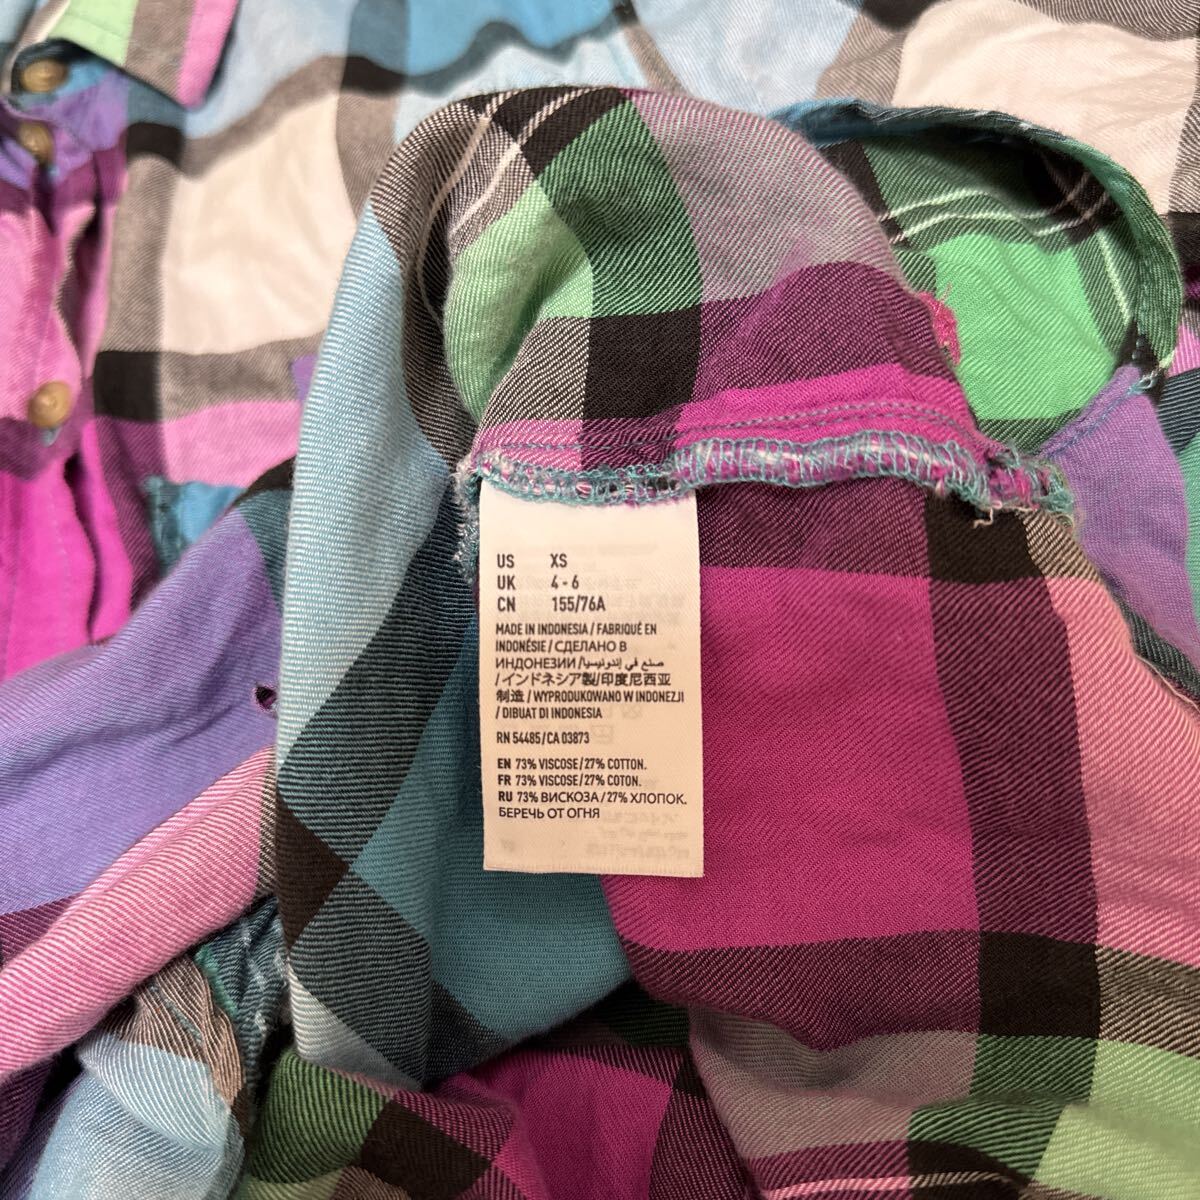 US XS
UK 4 - 6
CN 155/76A
MADE IN INDONESIA / FABRIQUÉ EN
INDONÉSIE / СДЕЛАНО В
ИНДОНЕЗИИ / صنع في إندونيسيا
/ インドネシア製/印度尼西亚
制造 / WYPRODUKOWANO W INDONEZJI
/ DIBUAT DI INDONESIA
RN 54485 / CA 03873
EN 73% VISCOSE / 27% COTTON.
FR 73% VISCOSE / 27% COTON.
RU 73% ВИСКОЗА / 27% ХЛОПОК.
БЕРЕЧЬ ОТ ОГНЯ